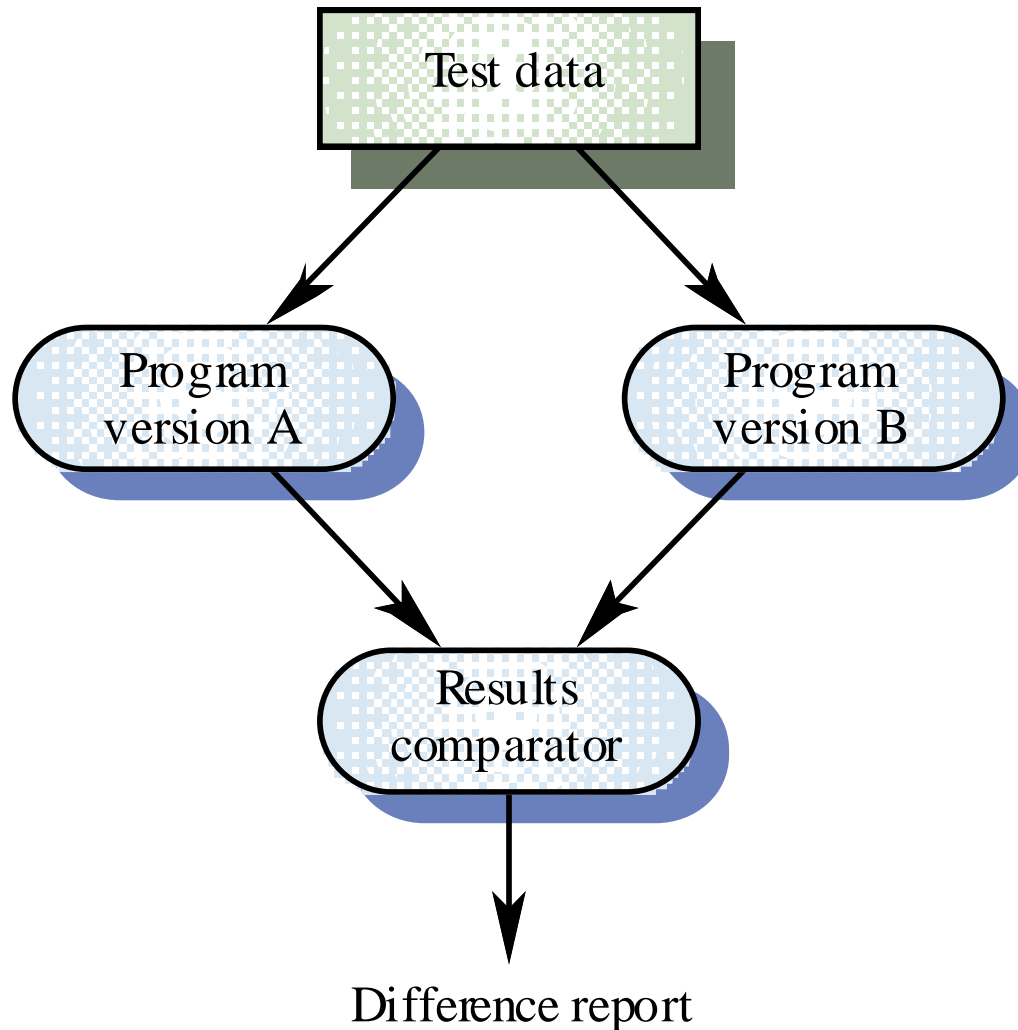 Test data
Program
version A
Program
version B
Results
comparator
Difference report